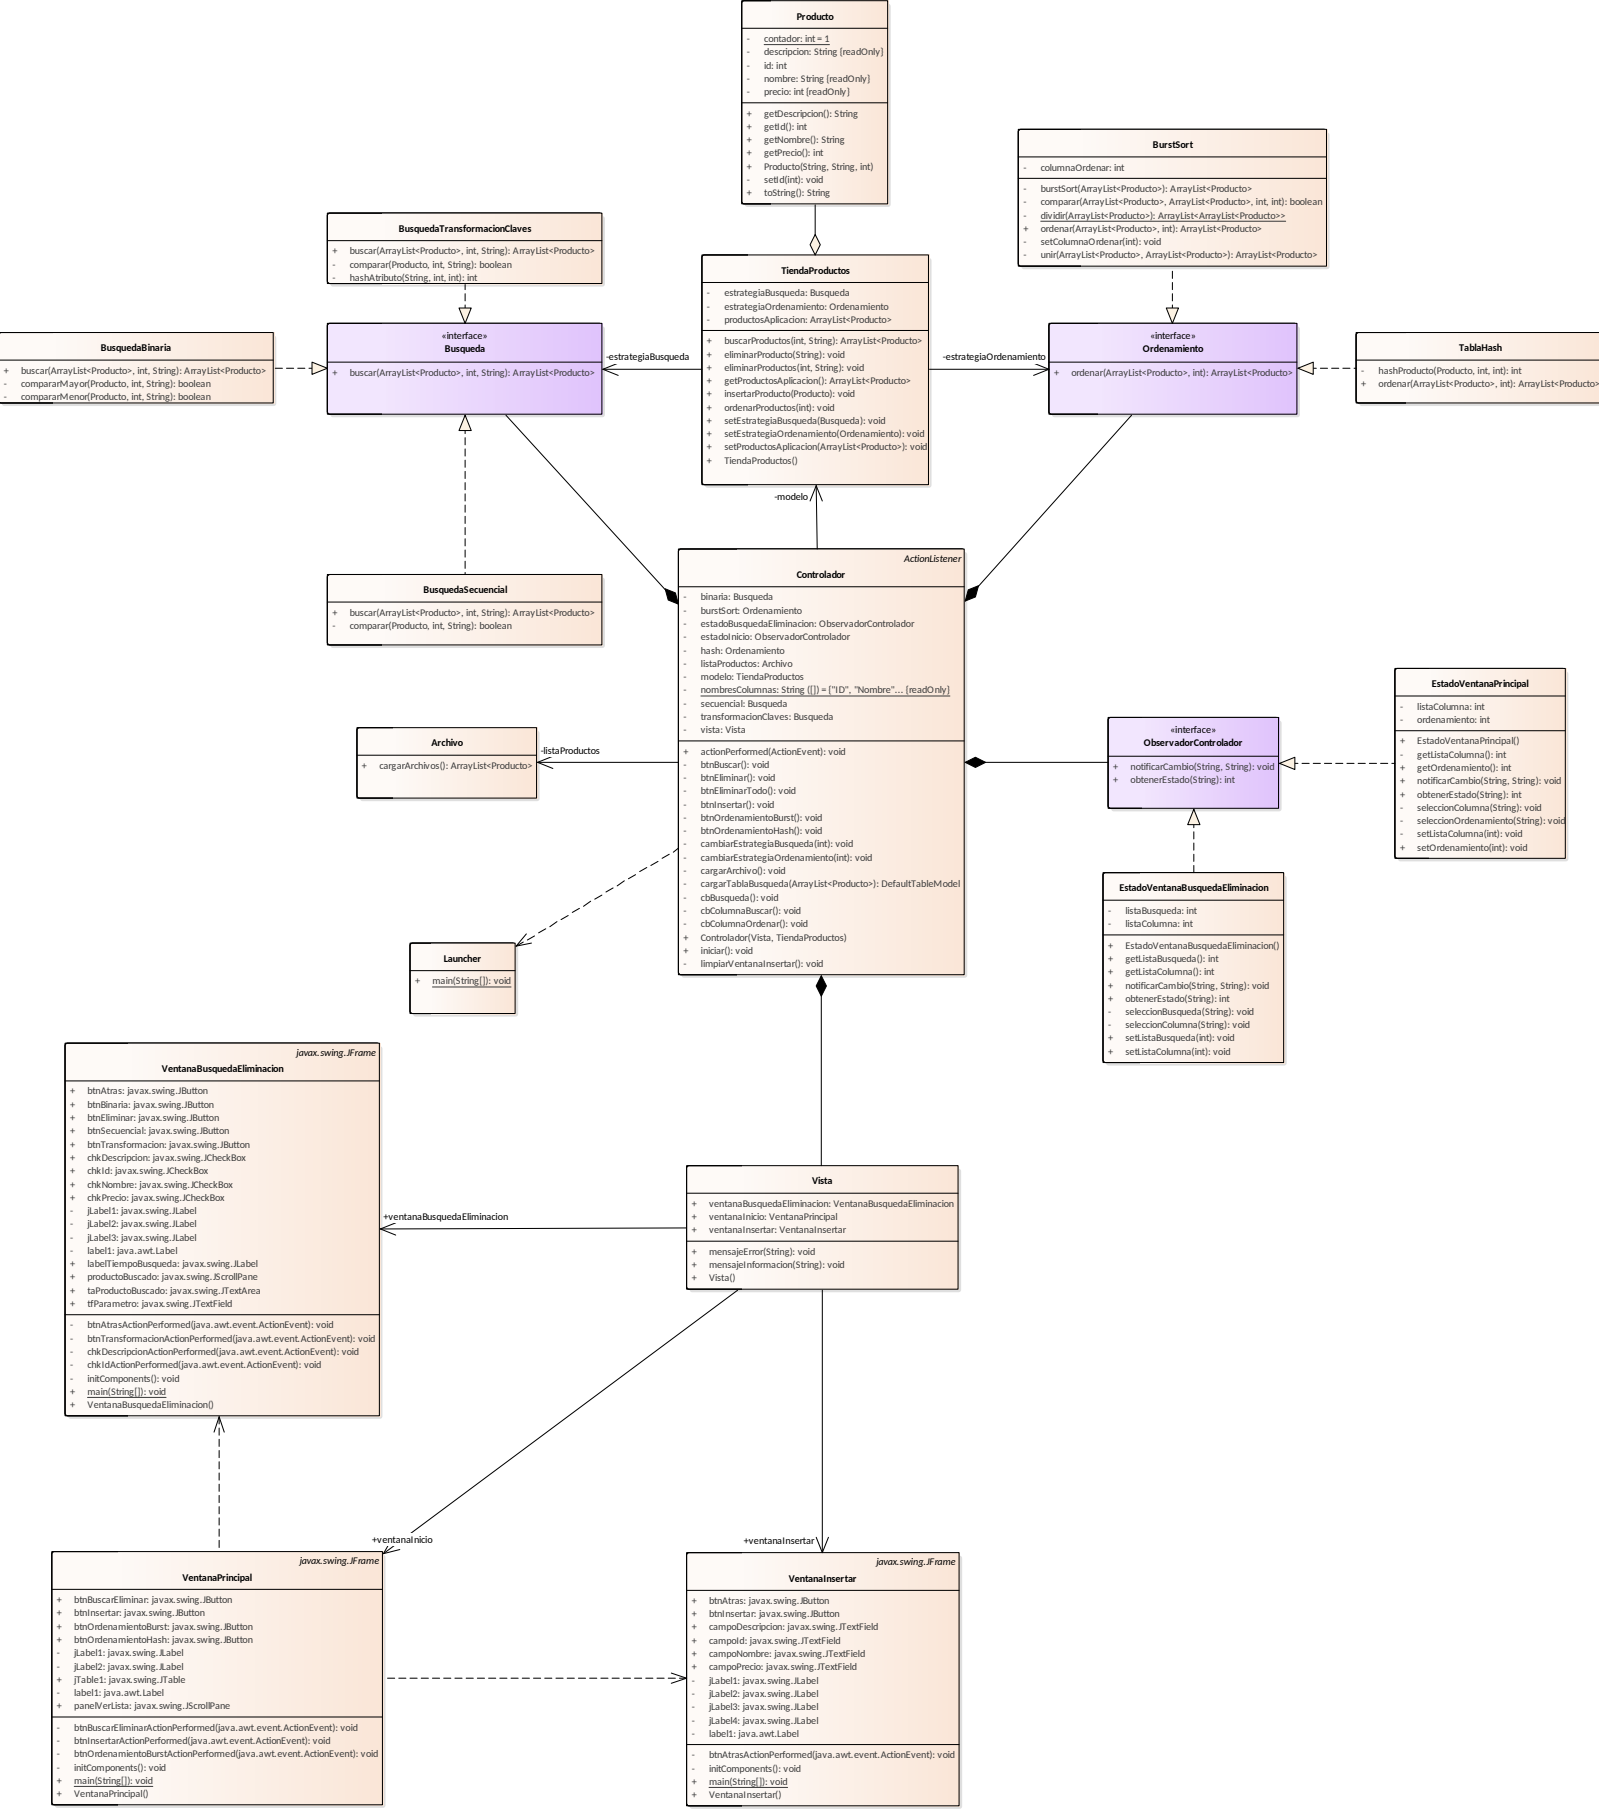 Producto
- contador: int = 1
- descripcion: String {readOnly}
- id: int
- nombre: String {readOnly}
- precio: int {readOnly}
+ getDescripcion(): String
+ getId(): int
+ getNombre(): String
+ getPrecio(): int
+ Producto(String, String, int)
- setId(int): void
+ toString(): String
BurstSort
- columnaOrdenar: int
- burstSort(ArrayList<Producto>): ArrayList<Producto>
- comparar(ArrayList<Producto>, ArrayList<Producto>, int, int): boolean
- dividir(ArrayList<Producto>): ArrayList<ArrayList<Producto>>
+ ordenar(ArrayList<Producto>, int): ArrayList<Producto>
- setColumnaOrdenar(int): void
- unir(ArrayList<Producto>, ArrayList<Producto>): ArrayList<Producto>
BusquedaTransformacionClaves
+ buscar(ArrayList<Producto>, int, String): ArrayList<Producto>
- comparar(Producto, int, String): boolean
- hashAtributo(String, int, int): int
TiendaProductos
- estrategiaBusqueda: Busqueda
- estrategiaOrdenamiento: Ordenamiento
- productosAplicacion: ArrayList<Producto>
+ buscarProductos(int, String): ArrayList<Producto>
+ eliminarProducto(String): void
+ eliminarProductos(int, String): void
+ getProductosAplicacion(): ArrayList<Producto>
+ insertarProducto(Producto): void
+ ordenarProductos(int): void
+ setEstrategiaBusqueda(Busqueda): void
+ setEstrategiaOrdenamiento(Ordenamiento): void
+ setProductosAplicacion(ArrayList<Producto>): void
+ TiendaProductos()
BusquedaBinaria
+ buscar(ArrayList<Producto>, int, String): ArrayList<Producto>
- compararMayor(Producto, int, String): boolean
- compararMenor(Producto, int, String): boolean
«interface»
Busqueda
+ buscar(ArrayList<Producto>, int, String): ArrayList<Producto>
-estrategiaBusqueda
-estrategiaOrdenamiento
«interface»
Ordenamiento
+ ordenar(ArrayList<Producto>, int): ArrayList<Producto>
TablaHash
- hashProducto(Producto, int, int): int
+ ordenar(ArrayList<Producto>, int): ArrayList<Producto>
-modelo
BusquedaSecuencial
+ buscar(ArrayList<Producto>, int, String): ArrayList<Producto>
- comparar(Producto, int, String): boolean
ActionListener
Controlador
- binaria: Busqueda
- burstSort: Ordenamiento
- estadoBusquedaEliminacion: ObservadorControlador
- estadoInicio: ObservadorControlador
- hash: Ordenamiento
- listaProductos: Archivo
- modelo: TiendaProductos
- nombresColumnas: String ([]) = {"ID", "Nombre"... {readOnly}
- secuencial: Busqueda
- transformacionClaves: Busqueda
- vista: Vista
+ actionPerformed(ActionEvent): void
- btnBuscar(): void
- btnEliminar(): void
- btnEliminarTodo(): void
- btnInsertar(): void
- btnOrdenamientoBurst(): void
- btnOrdenamientoHash(): void
- cambiarEstrategiaBusqueda(int): void
- cambiarEstrategiaOrdenamiento(int): void
- cargarArchivo(): void
- cargarTablaBusqueda(ArrayList<Producto>): DefaultTableModel
- cbBusqueda(): void
- cbColumnaBuscar(): void
- cbColumnaOrdenar(): void
+ Controlador(Vista, TiendaProductos)
+ iniciar(): void
- limpiarVentanaInsertar(): void
Archivo
+ cargarArchivos(): ArrayList<Producto>
-listaProductos
«interface»
ObservadorControlador
+ notificarCambio(String, String): void
+ obtenerEstado(String): int
EstadoVentanaPrincipal
- listaColumna: int
- ordenamiento: int
+ EstadoVentanaPrincipal()
- getListaColumna(): int
+ getOrdenamiento(): int
+ notificarCambio(String, String): void
+ obtenerEstado(String): int
- seleccionColumna(String): void
- seleccionOrdenamiento(String): void
- setListaColumna(int): void
+ setOrdenamiento(int): void
EstadoVentanaBusquedaEliminacion
- listaBusqueda: int
- listaColumna: int
+ EstadoVentanaBusquedaEliminacion()
+ getListaBusqueda(): int
+ getListaColumna(): int
+ notificarCambio(String, String): void
+ obtenerEstado(String): int
- seleccionBusqueda(String): void
- seleccionColumna(String): void
+ setListaBusqueda(int): void
+ setListaColumna(int): void
Launcher
+ main(String[]): void
javax.swing.JFrame
VentanaBusquedaEliminacion
+ btnAtras: javax.swing.JButton
+ btnBinaria: javax.swing.JButton
+ btnEliminar: javax.swing.JButton
+ btnSecuencial: javax.swing.JButton
+ btnTransformacion: javax.swing.JButton
+ chkDescripcion: javax.swing.JCheckBox
+ chkId: javax.swing.JCheckBox
+ chkNombre: javax.swing.JCheckBox
+ chkPrecio: javax.swing.JCheckBox
- jLabel1: javax.swing.JLabel
- jLabel2: javax.swing.JLabel
- jLabel3: javax.swing.JLabel
- label1: java.awt.Label
+ labelTiempoBusqueda: javax.swing.JLabel
+ productoBuscado: javax.swing.JScrollPane
+ taProductoBuscado: javax.swing.JTextArea
+ tfParametro: javax.swing.JTextField
- btnAtrasActionPerformed(java.awt.event.ActionEvent): void
- btnTransformacionActionPerformed(java.awt.event.ActionEvent): void
- chkDescripcionActionPerformed(java.awt.event.ActionEvent): void
- chkIdActionPerformed(java.awt.event.ActionEvent): void
- initComponents(): void
+ main(String[]): void
+ VentanaBusquedaEliminacion()
Vista
+ ventanaBusquedaEliminacion: VentanaBusquedaEliminacion
+ ventanaInicio: VentanaPrincipal
+ ventanaInsertar: VentanaInsertar
+ mensajeError(String): void
+ mensajeInformacion(String): void
+ Vista()
+ventanaBusquedaEliminacion
+ventanaInicio
+ventanaInsertar
javax.swing.JFrame
VentanaPrincipal
+ btnBuscarEliminar: javax.swing.JButton
+ btnInsertar: javax.swing.JButton
+ btnOrdenamientoBurst: javax.swing.JButton
+ btnOrdenamientoHash: javax.swing.JButton
- jLabel1: javax.swing.JLabel
- jLabel2: javax.swing.JLabel
+ jTable1: javax.swing.JTable
- label1: java.awt.Label
+ panelVerLista: javax.swing.JScrollPane
- btnBuscarEliminarActionPerformed(java.awt.event.ActionEvent): void
- btnInsertarActionPerformed(java.awt.event.ActionEvent): void
- btnOrdenamientoBurstActionPerformed(java.awt.event.ActionEvent): void
- initComponents(): void
+ main(String[]): void
+ VentanaPrincipal()
javax.swing.JFrame
VentanaInsertar
+ btnAtras: javax.swing.JButton
+ btnInsertar: javax.swing.JButton
+ campoDescripcion: javax.swing.JTextField
+ campoId: javax.swing.JTextField
+ campoNombre: javax.swing.JTextField
+ campoPrecio: javax.swing.JTextField
- jLabel1: javax.swing.JLabel
- jLabel2: javax.swing.JLabel
- jLabel3: javax.swing.JLabel
- jLabel4: javax.swing.JLabel
- label1: java.awt.Label
- btnAtrasActionPerformed(java.awt.event.ActionEvent): void
- initComponents(): void
+ main(String[]): void
+ VentanaInsertar()